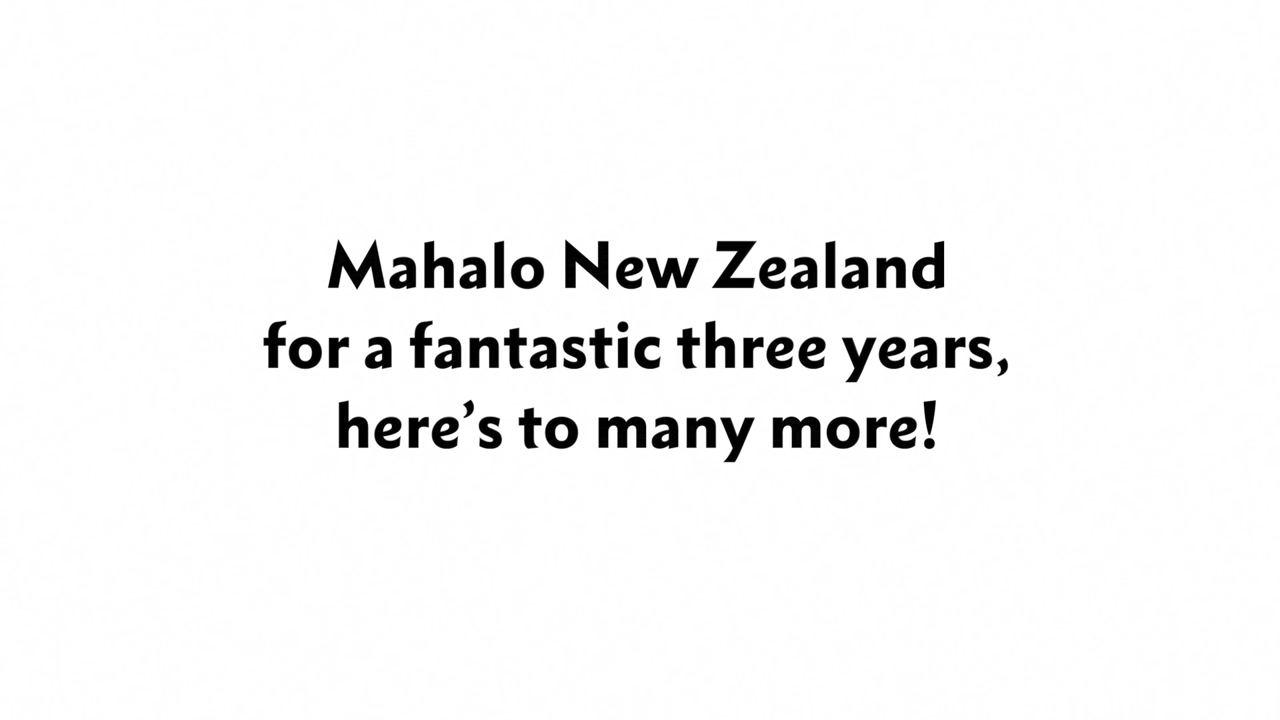 Mahalo New Zealand
for a fantastic three years,
here’s to many more!